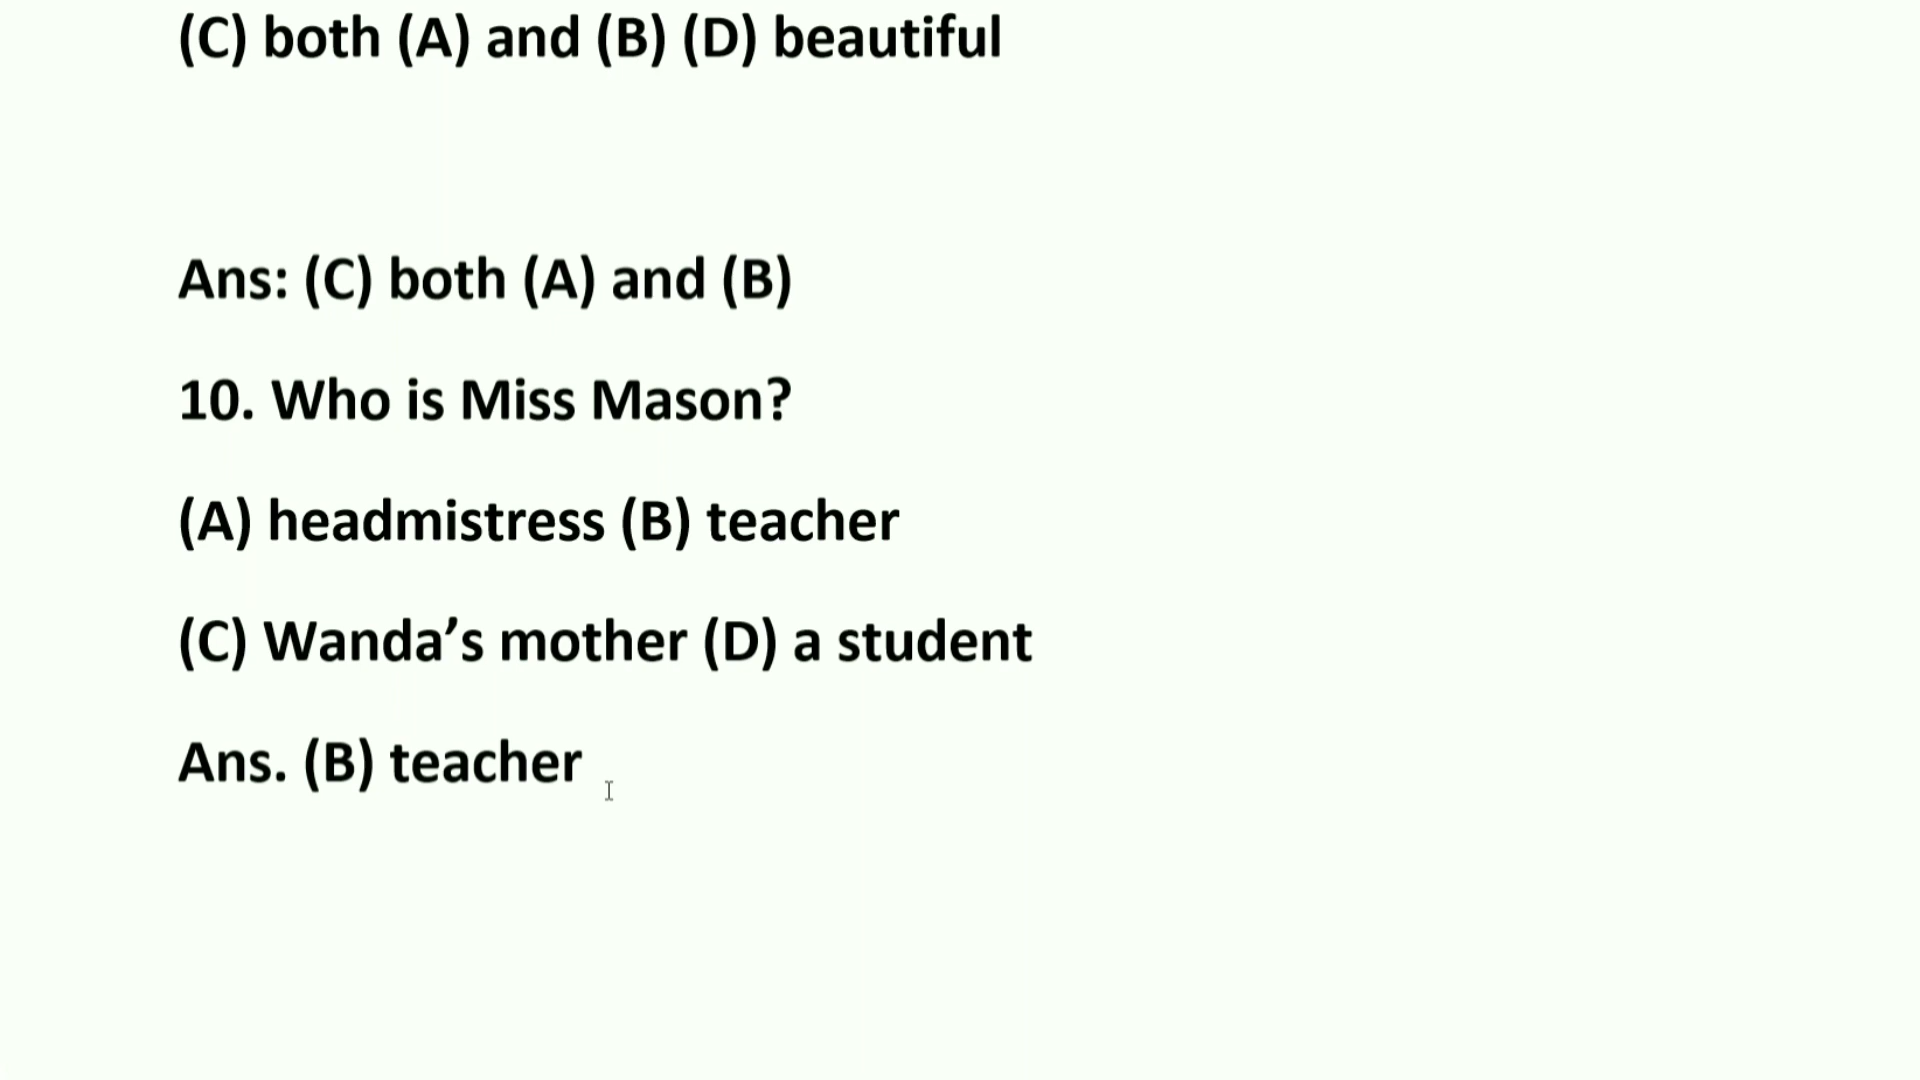 (C) both (A) and (B) (D) beautiful
Ans: (C) both (A) and (B)
10. Who is Miss Mason?
(A) headmistress (B) teacher
(C) Wanda’s mother (D) a student
Ans. (B) teacher